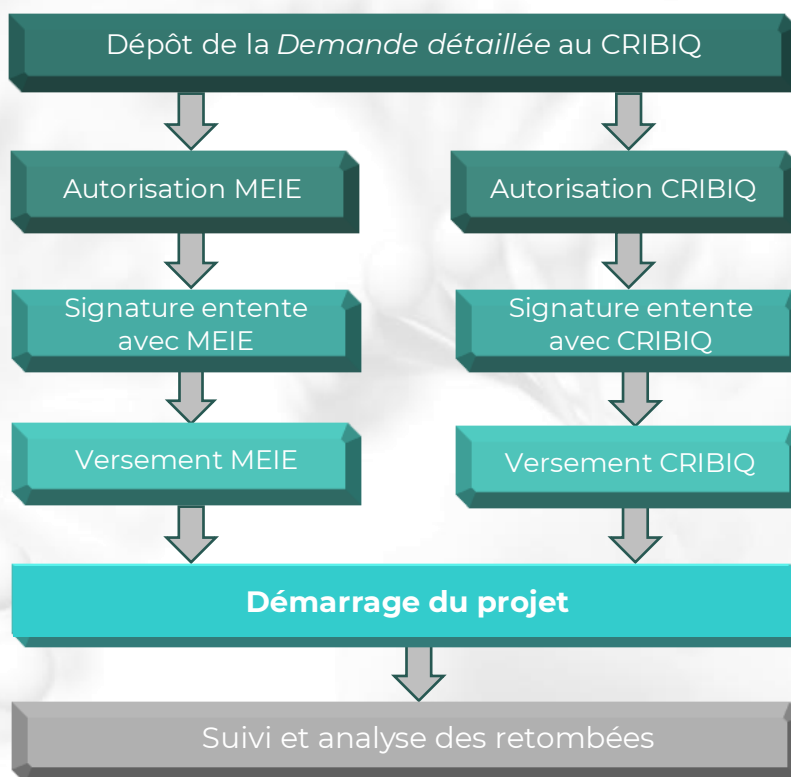 Dépôt de la Demande détaillée au CRIBIQ
Autorisation MEIE
Autorisation CRIBIQ
Signature entente
avec MEIE
Signature entente
avec CRIBIQ
Versement MEIE
Versement CRIBIQ
Démarrage du projet
Suivi et analyse des retombées